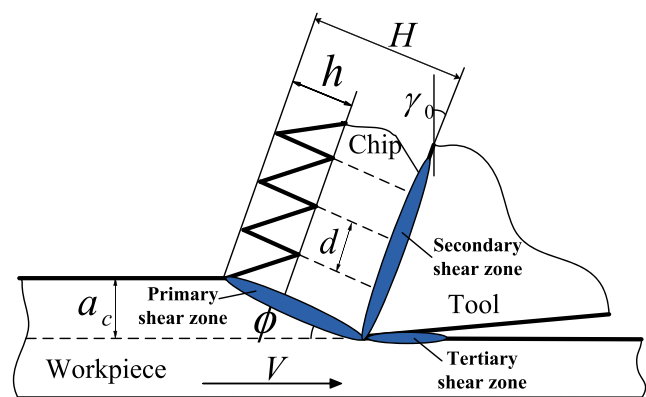 H
h
γ0
Chip
d
Secondary
shear zone
Primary
shear zone
ac
ϕ
Tool
Tertiary
shear zone
Workpiece
V